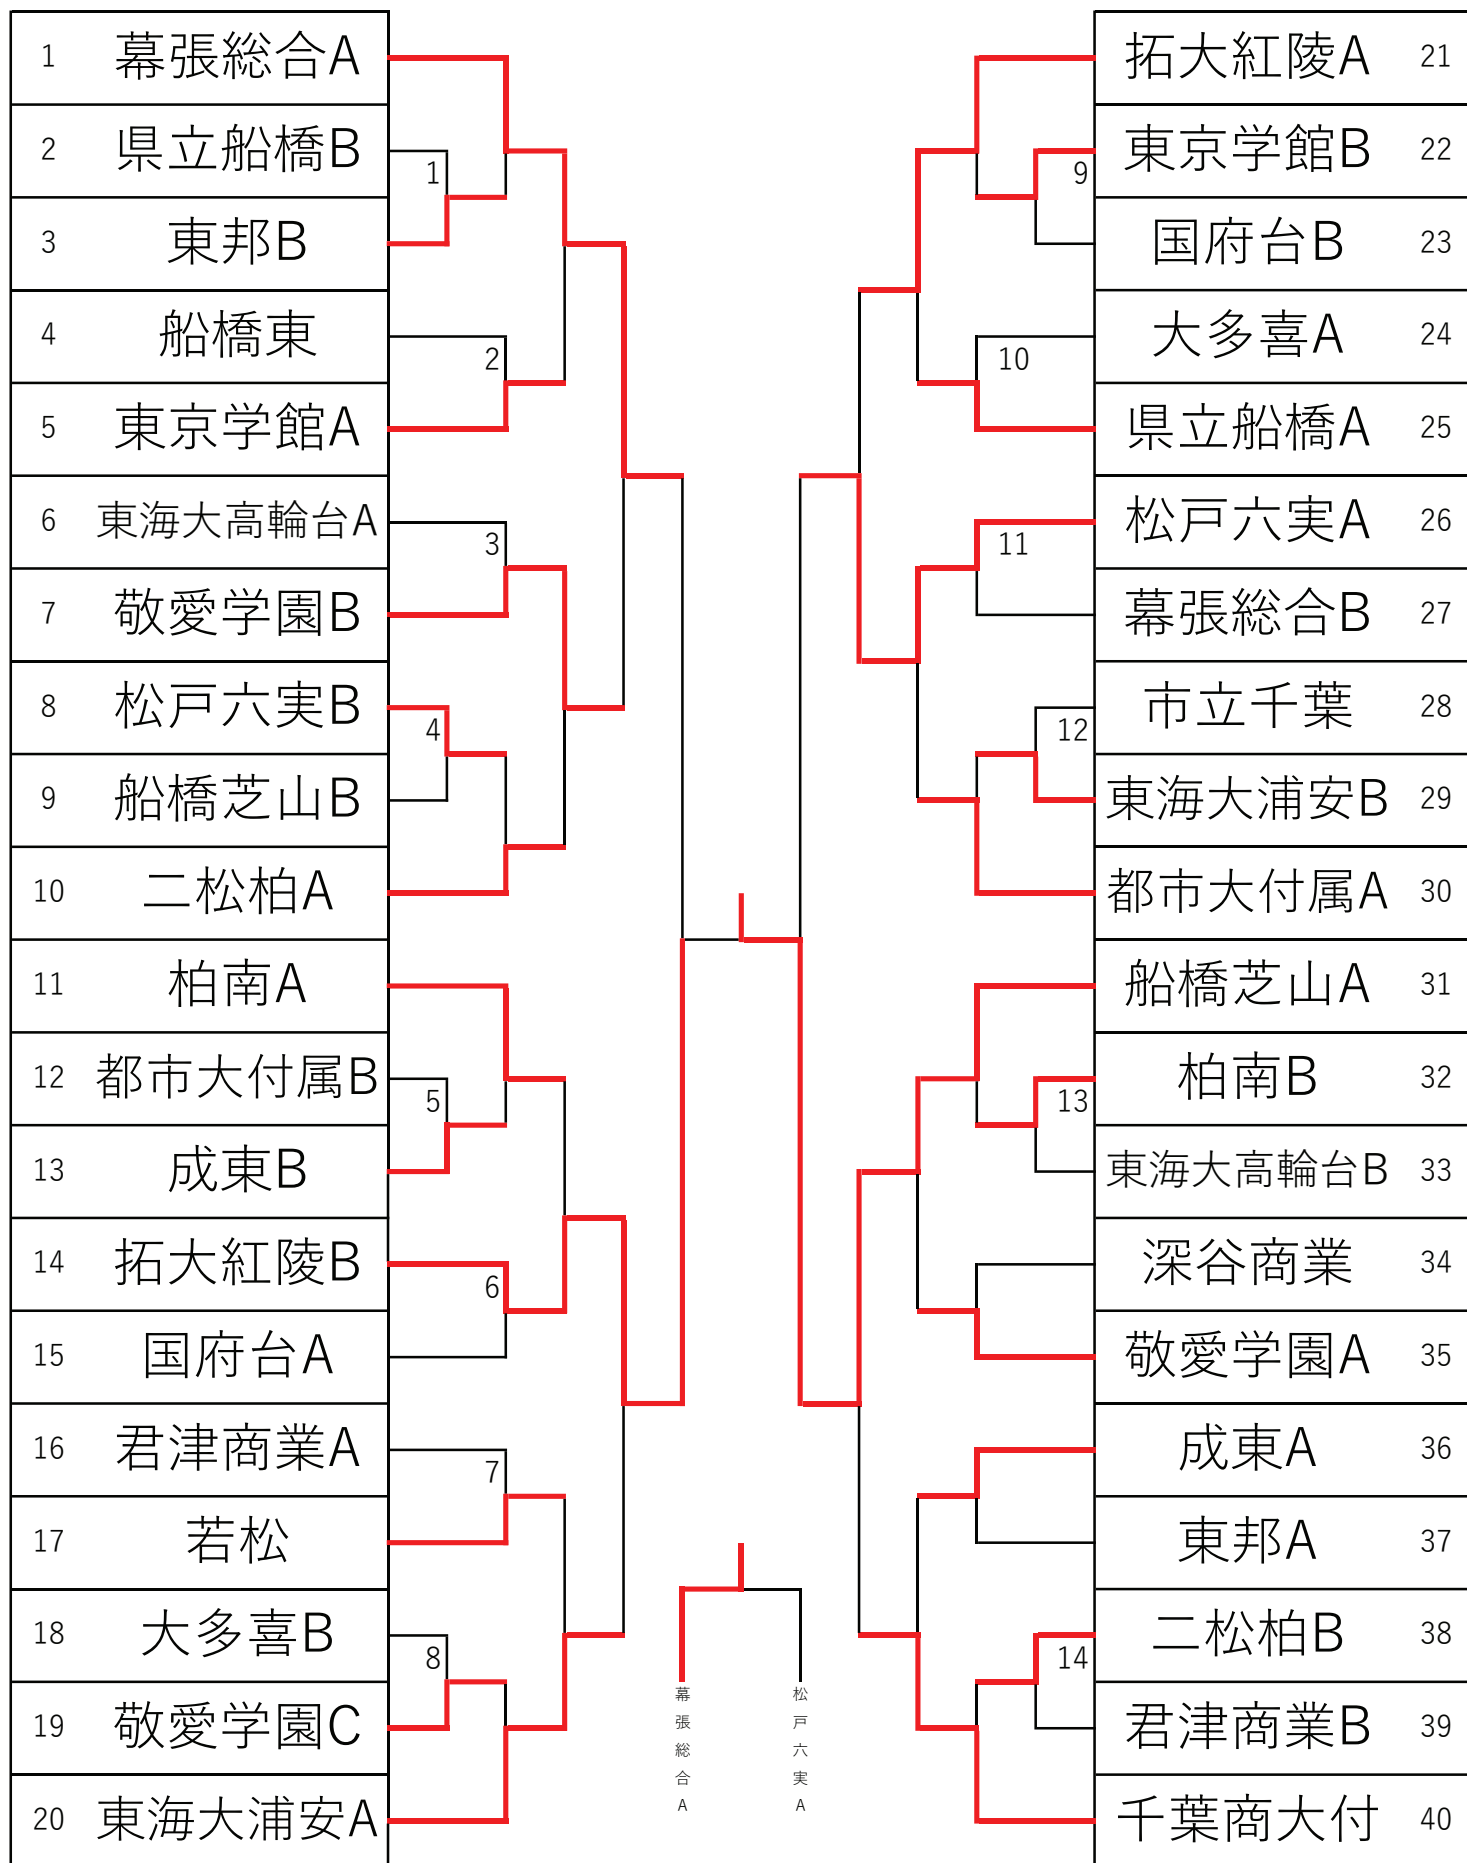 1 幕張総合A
2 県立船橋B
3 東邦B
4 船橋東
5 東京学館A
6 東海大高輪台A
7 敬愛学園B
8 松戸六実B
9 船橋芝山B
10 二松柏A
11 柏南A
12 都市大付属B
13 成東B
14 拓大紅陵B
15 国府台A
16 君津商業A
17 若松
18 大多喜B
19 敬愛学園C
20 東海大浦安A
1
2
3
4
5
6
7
8
幕張総合A
松戸六実A
9
10
11
12
13
14
拓大紅陵A 21
東京学館B 22
国府台B 23
大多喜A 24
県立船橋A 25
松戸六実A 26
幕張総合B 27
市立千葉 28
東海大浦安B 29
都市大付属A 30
船橋芝山A 31
柏南B 32
東海大高輪台B 33
深谷商業 34
敬愛学園A 35
成東A 36
東邦A 37
二松柏B 38
君津商業B 39
千葉商大付 40